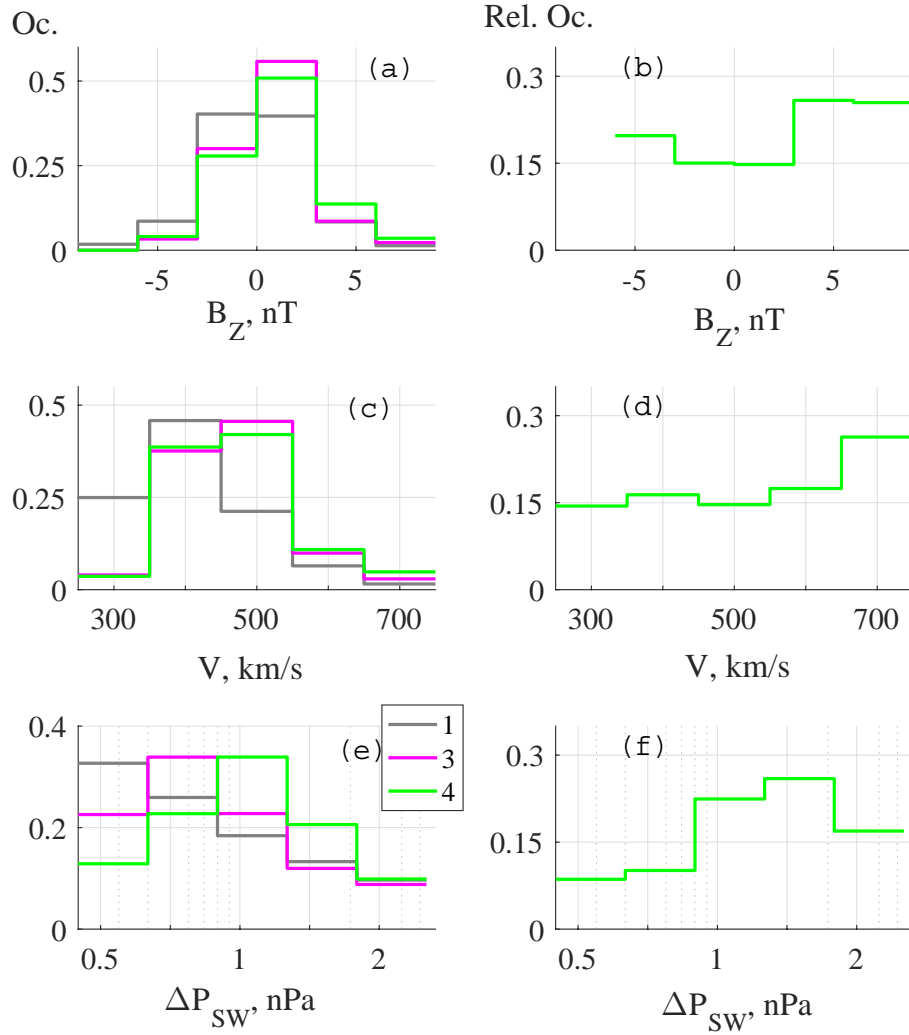 Oc.
Rel. Oc.
(a)
0.5
0.25
0
-5 0 5
B_Z, nT
(b)
0.3
0.15
0
-5 0 5
B_Z, nT
(c)
0.5
0.25
0
300 500 700
V, km/s
(d)
0.3
0.15
0
300 500 700
V, km/s
(e)
0.4
0.2
0
0.5 1 2
ΔP_SW, nPa
1
3
4
(f)
0.3
0.15
0
0.5 1 2
ΔP_SW, nPa